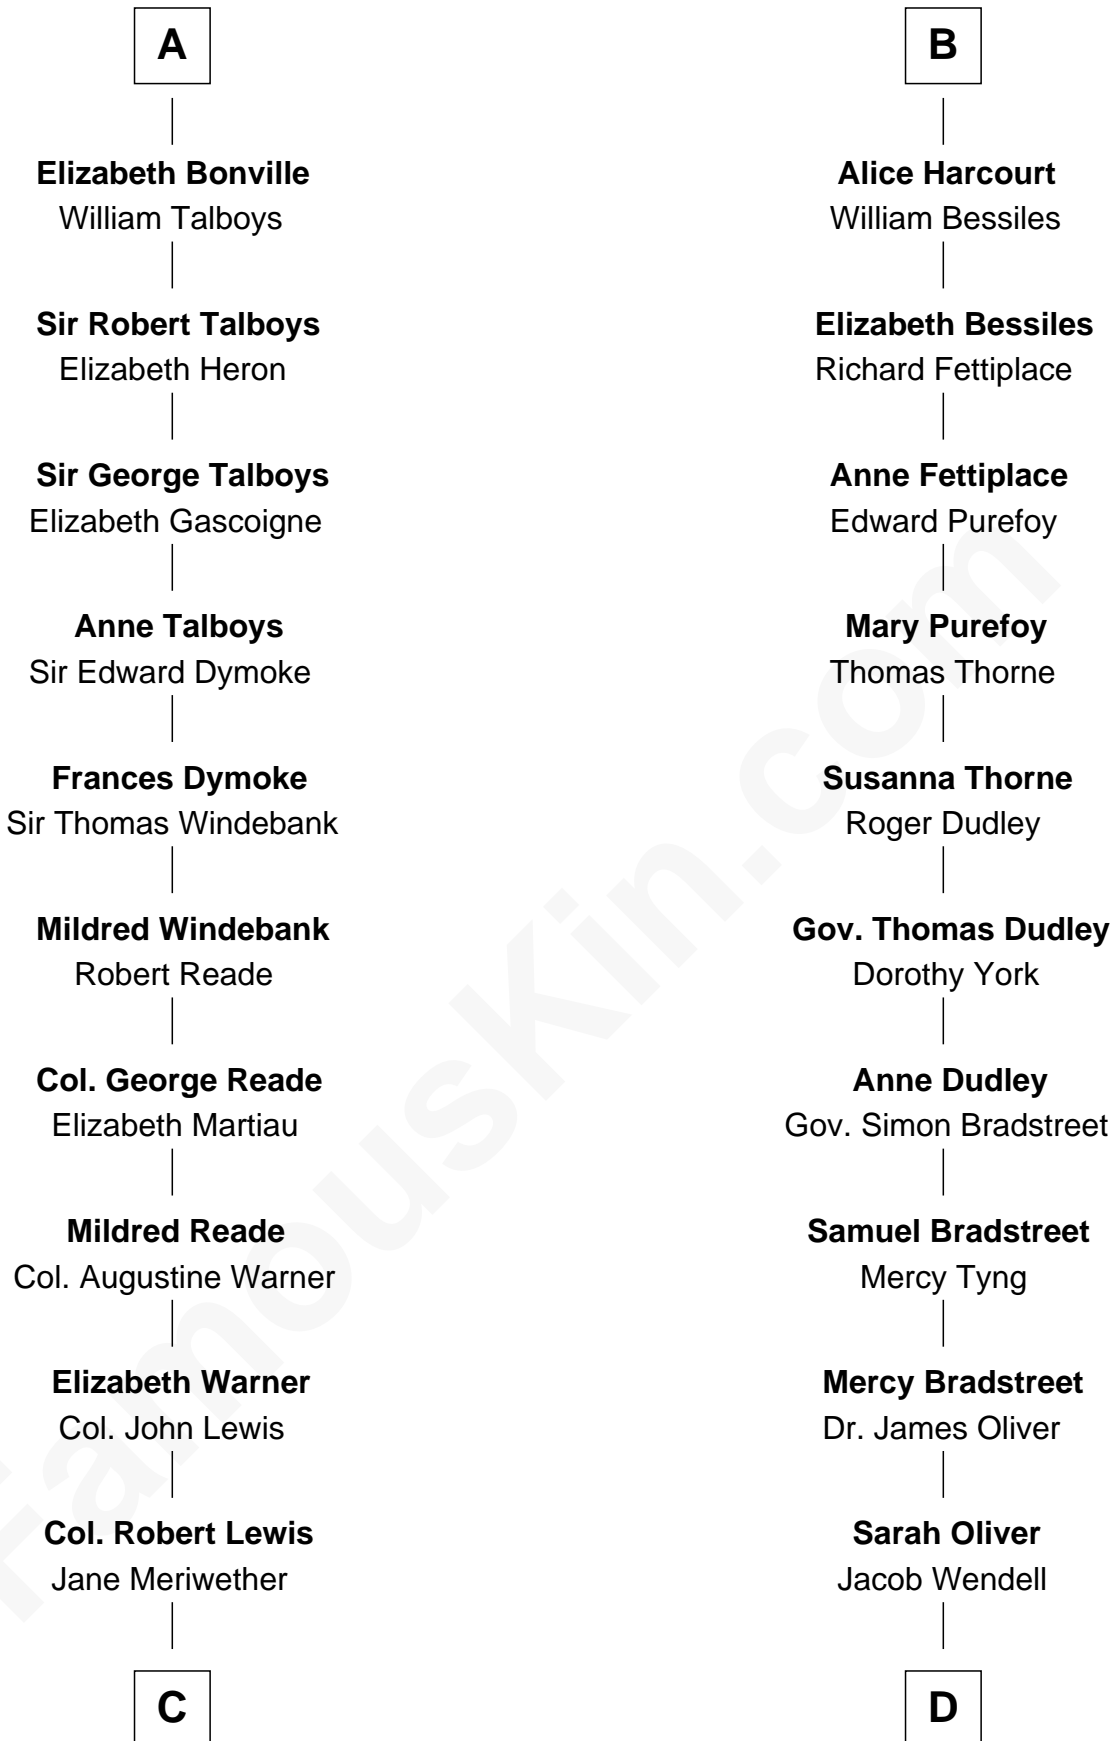 A
Elizabeth Bonville
William Talboys
Sir Robert Talboys
Elizabeth Heron
Sir George Talboys
Elizabeth Gascoigne
Anne Talboys
Sir Edward Dymoke
Frances Dymoke
Sir Thomas Windebank
Mildred Windebank
Robert Reade
Col. George Reade
Elizabeth Martiau
Mildred Reade
Col. Augustine Warner
Elizabeth Warner
Col. John Lewis
Col. Robert Lewis
Jane Meriwether
C
B
Alice Harcourt
William Bessiles
Elizabeth Bessiles
Richard Fettiplace
Anne Fettiplace
Edward Purefoy
Mary Purefoy
Thomas Thorne
Susanna Thorne
Roger Dudley
Gov. Thomas Dudley
Dorothy York
Anne Dudley
Gov. Simon Bradstreet
Samuel Bradstreet
Mercy Tyng
Mercy Bradstreet
Dr. James Oliver
Sarah Oliver
Jacob Wendell
D
FamousKin.com